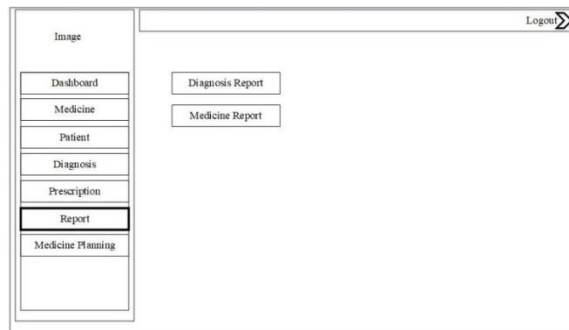 Logout
Image
Dashboard
Medicine
Patient
Diagnosis
Prescription
Report
Medicine Planning
Diagnosis Report
Medicine Report